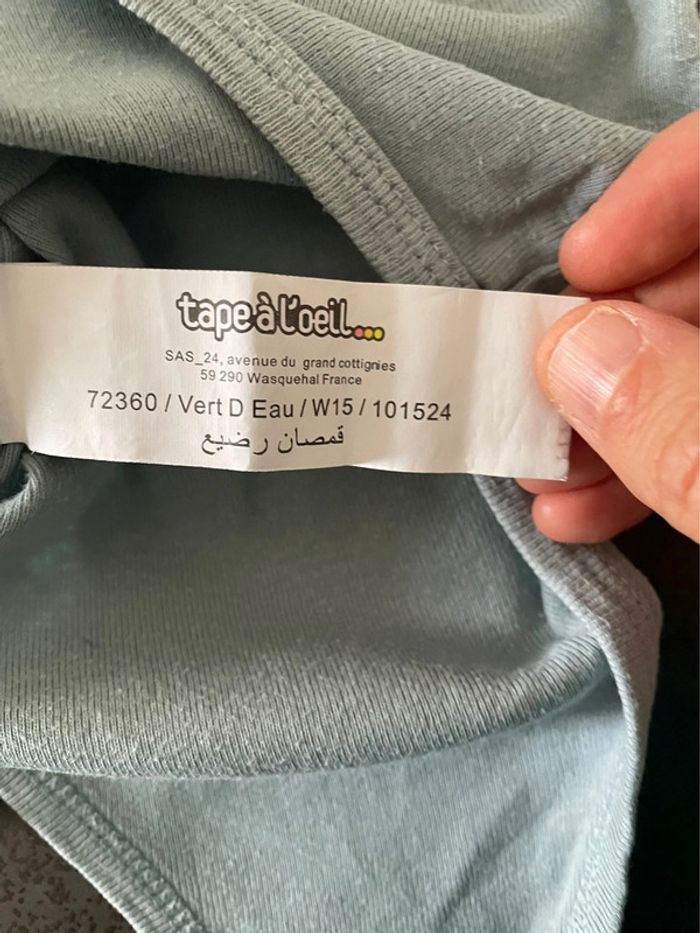 tape à l'oeil...
SAS_24, avenue du grand cottignies
59 290 Wasquehal France
72360 / Vert D Eau / W15 / 101524
قمصان رضيع